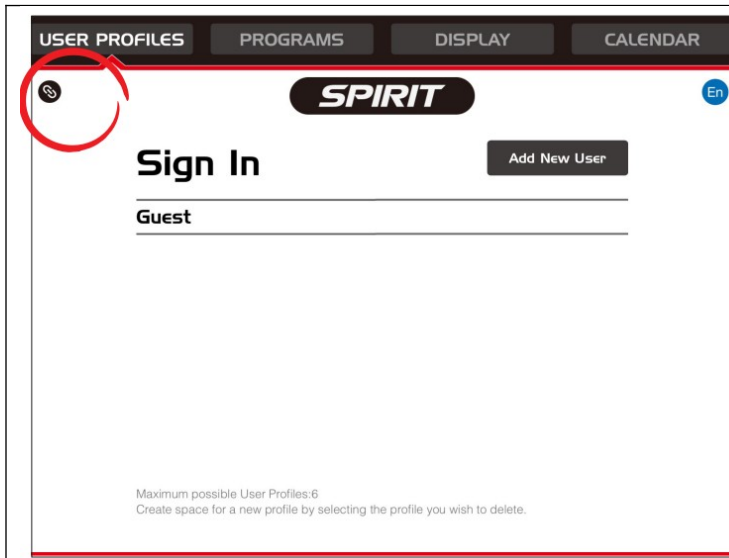 USER PROFILES PROGRAMS DISPLAY CALENDAR
SPIRIT En
Sign In Add New User
Guest
Maximum possible User Profiles:6
Create space for a new profile by selecting the profile you wish to delete.